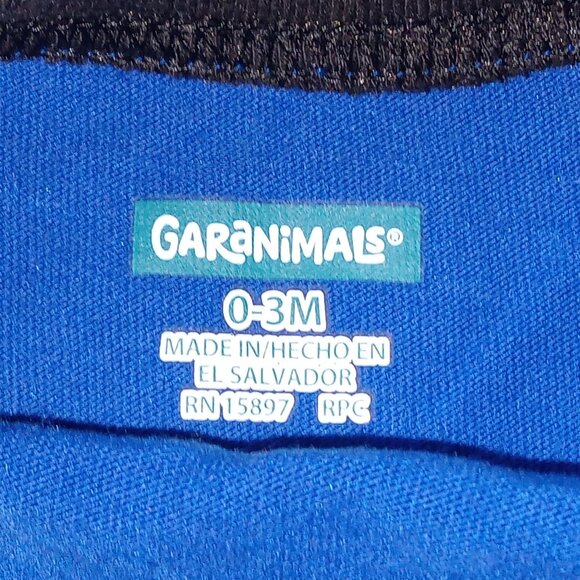 GARaNiMALS®
0-3M
MADE IN/HECHO EN
EL SALVADOR
RN 15897 RPC